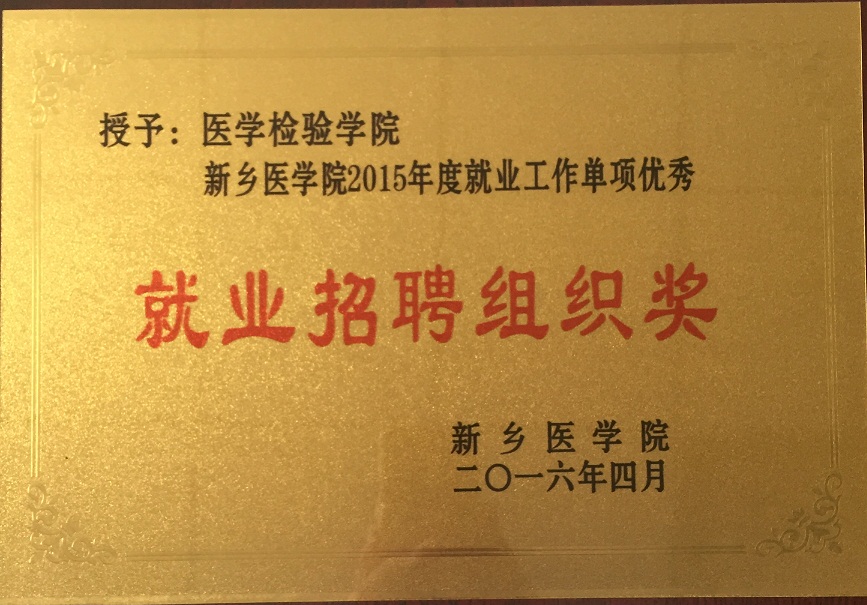 授予：医学检验学院
新乡医学院2015年度就业工作单项优秀
就业招聘组织奖
新乡医学院
二〇一六年四月